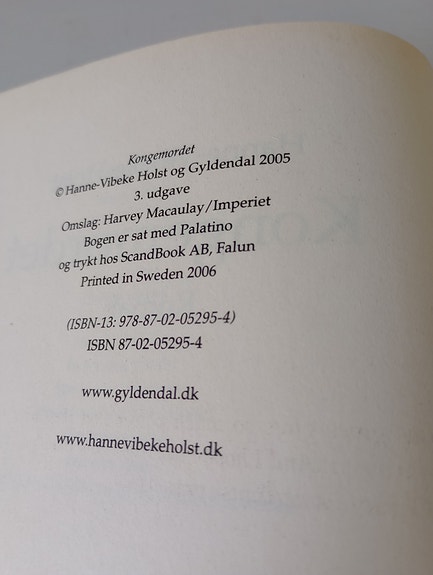 Kongemordet
© Hanne-Vibeke Holst og Gyldendal 2005
3. udgave
Omslag: Harvey Macaulay/Imperiet
Bogen er sat med Palatino
og trykt hos ScandBook AB, Falun
Printed in Sweden 2006
(ISBN-13: 978-87-02-05295-4)
ISBN 87-02-05295-4
www.gyldendal.dk
www.hannevibekeholst.dk